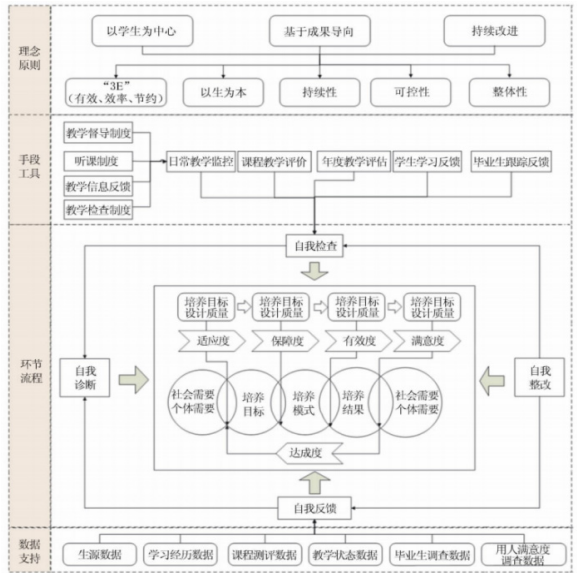 理念
原则
以学生为中心
基于成果导向
持续改进
“3E”
(有效、效率、节约)
以生为本
持续性
可控性
整体性
手段
工具
教学督导制度
听课制度
教学信息反馈
教学检查制度
日常教学监控
课程教学评价
年度教学评估
学生学习反馈
毕业生跟踪反馈
环节
流程
自我检查
培养目标
设计质量
培养目标
设计质量
培养目标
设计质量
培养目标
设计质量
适应度
保障度
有效度
满意度
自我
诊断
社会需要
个体需要
培养
目标
培养
模式
培养
结果
社会需要
个体需要
自我
整改
达成度
自我反馈
数据
支持
生源数据
学习经历数据
课程测评数据
教学状态数据
毕业生调查数据
用人满意度
调查数据